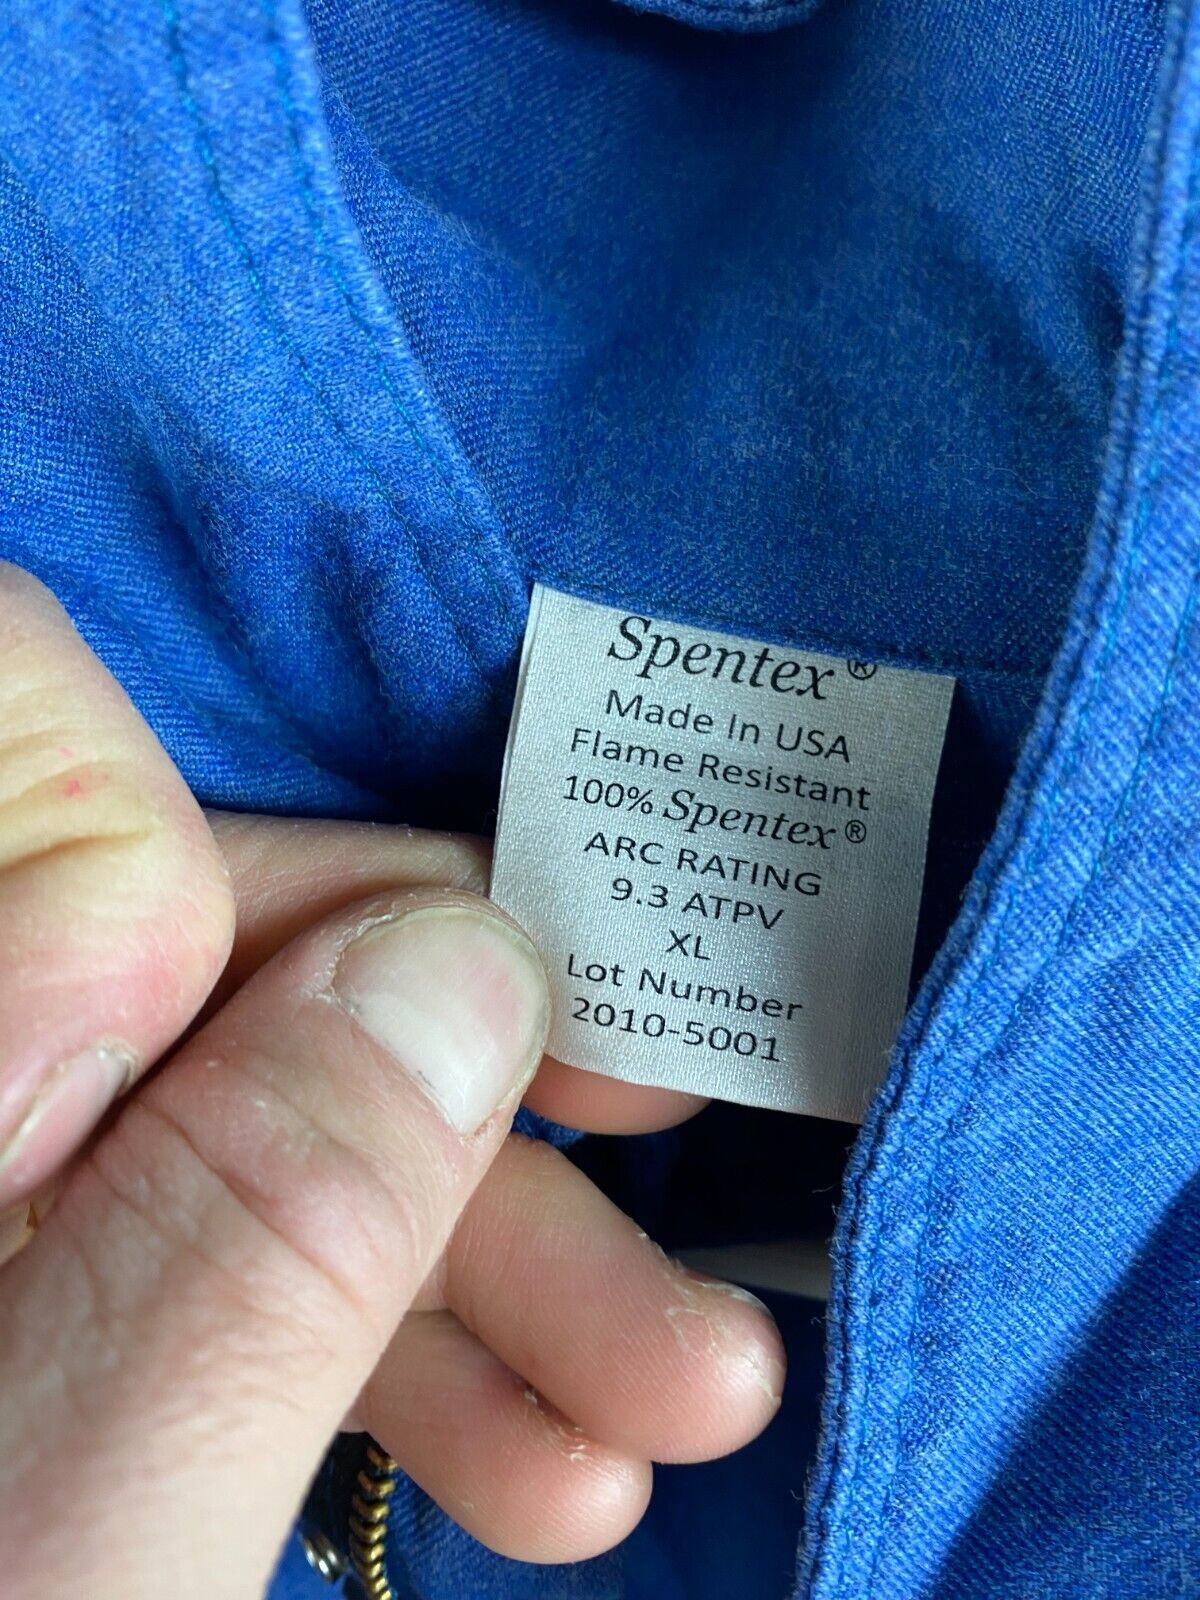 Spentex®
Made In USA
Flame Resistant
100% Spentex®
ARC RATING
9.3 ATPV
XL
Lot Number
2010-5001